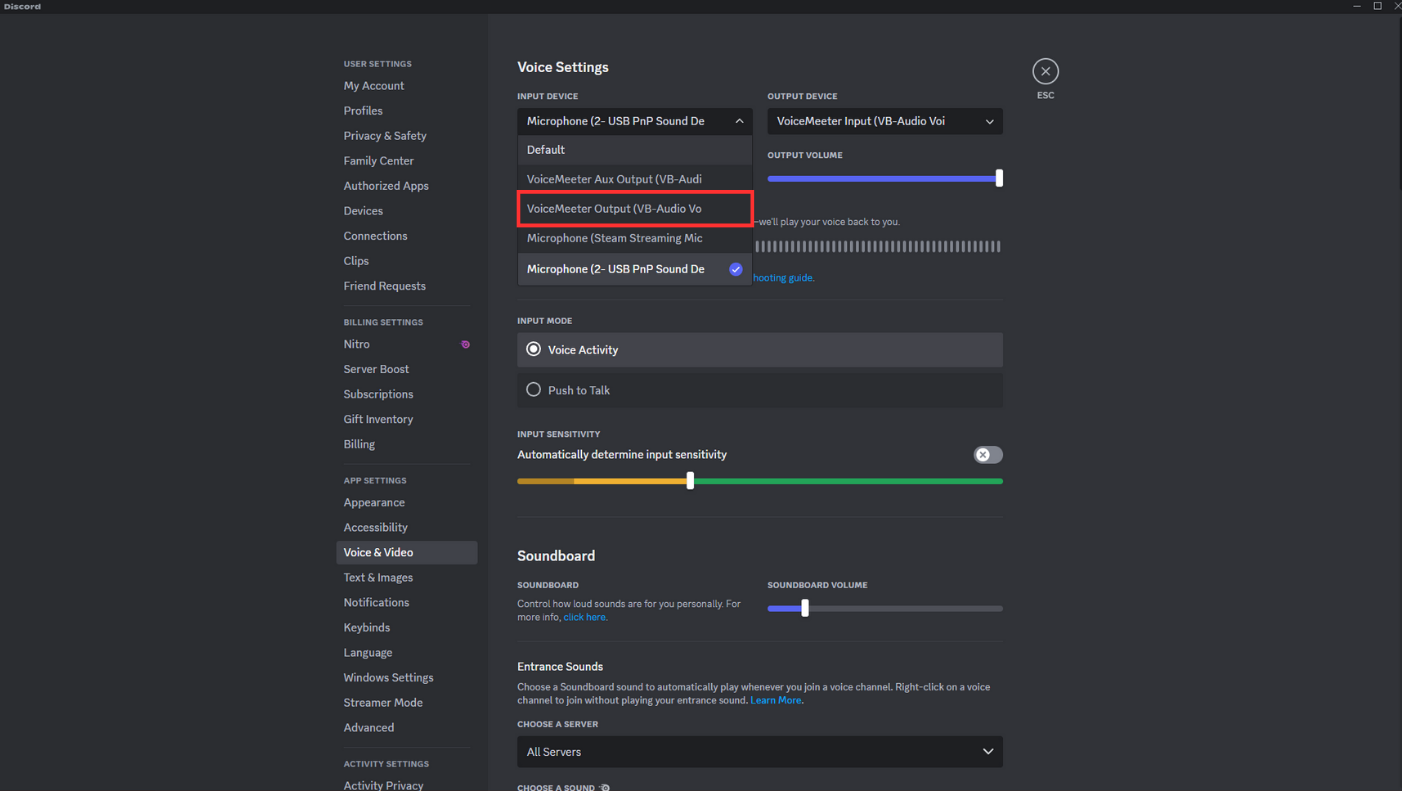 Discord
USER SETTINGS
My Account
Profiles
Privacy & Safety
Family Center
Authorized Apps
Devices
Connections
Clips
Friend Requests
BILLING SETTINGS
Nitro
Server Boost
Subscriptions
Gift Inventory
Billing
APP SETTINGS
Appearance
Accessibility
Voice & Video
Text & Images
Notifications
Keybinds
Language
Windows Settings
Streamer Mode
Advanced
ACTIVITY SETTINGS
Activity Privacy
Voice Settings
INPUT DEVICE
Microphone (2- USB PnP Sound De
Default
VoiceMeeter Aux Output (VB-Audi
VoiceMeeter Output (VB-Audio Vo
Microphone (Steam Streaming Mic
Microphone (2- USB PnP Sound De
OUTPUT DEVICE
VoiceMeeter Input (VB-Audio Voi
OUTPUT VOLUME
—we'll play your voice back to you.
hooting guide.
ESC
INPUT MODE
Voice Activity
Push to Talk
INPUT SENSITIVITY
Automatically determine input sensitivity
Soundboard
SOUNDBOARD
Control how loud sounds are for you personally. For
more info, click here.
SOUNDBOARD VOLUME
Entrance Sounds
Choose a Soundboard sound to automatically play whenever you join a voice channel. Right-click on a voice
channel to join without playing your entrance sound. Learn More.
CHOOSE A SERVER
All Servers
CHOOSE A SOUND